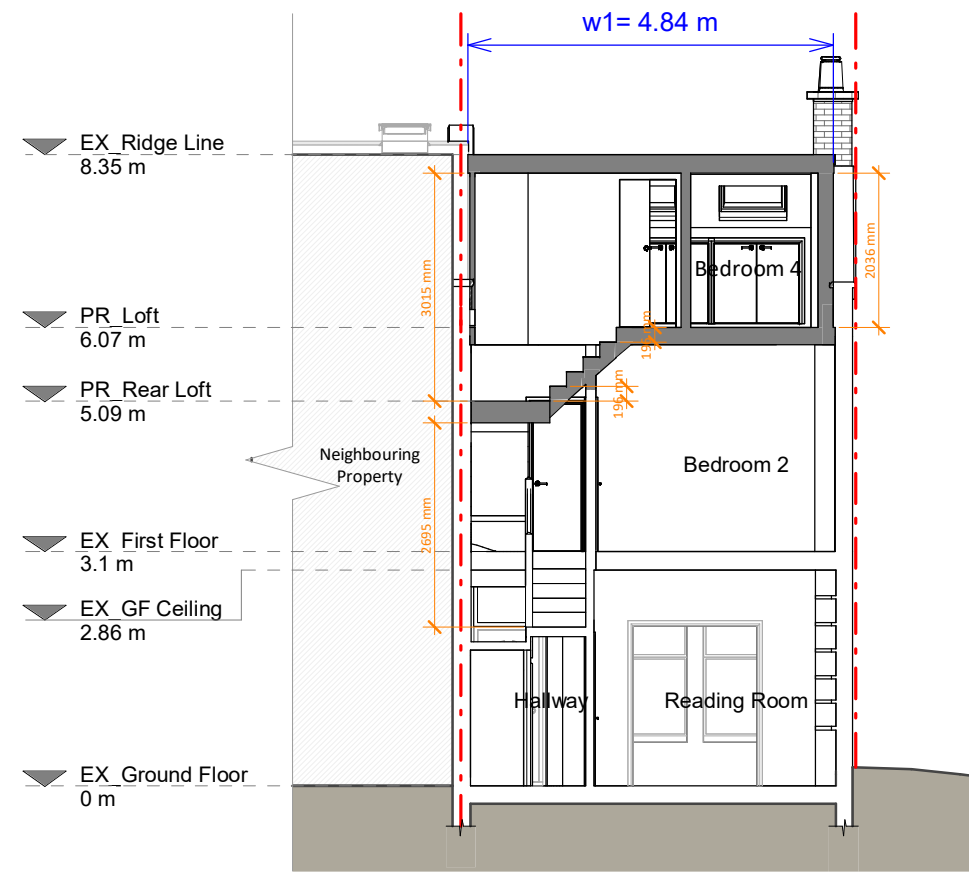 w1= 4.84 m
EX_Ridge Line
8.35 m
3015 mm
2036 mm
Bedroom 4
PR_Loft
6.07 m
PR_Rear Loft
5.09 m
196 mm
Neighbouring
Property
Bedroom 2
2695 mm
EX_First Floor
3.1 m
EX_GF Ceiling
2.86 m
Hallway
Reading Room
EX_Ground Floor
0 m